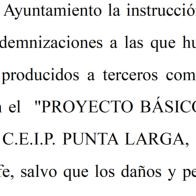 Ayuntamiento la instrucció
demnizaciones a las que hu
producidos a terceros com
n el "PROYECTO BÁSICO
C.E.I.P. PUNTA LARGA,
fe, salvo que los daños y pe